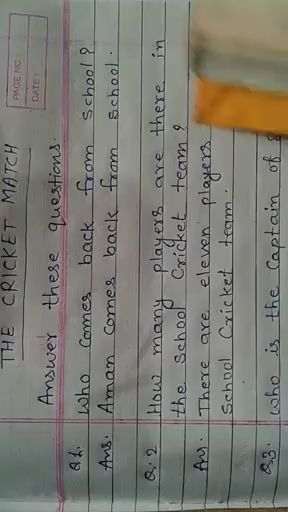 PAGE NO:
DATE:
THE CRICKET MATCH
Answer these questions.
Q.1. Who Comes back from school?
Ans. Aman Comes back from school.
Q.2 How many players are there in
the school Cricket team?
An. There are eleven players
School Cricket team.
Q.3. who is the Captain of